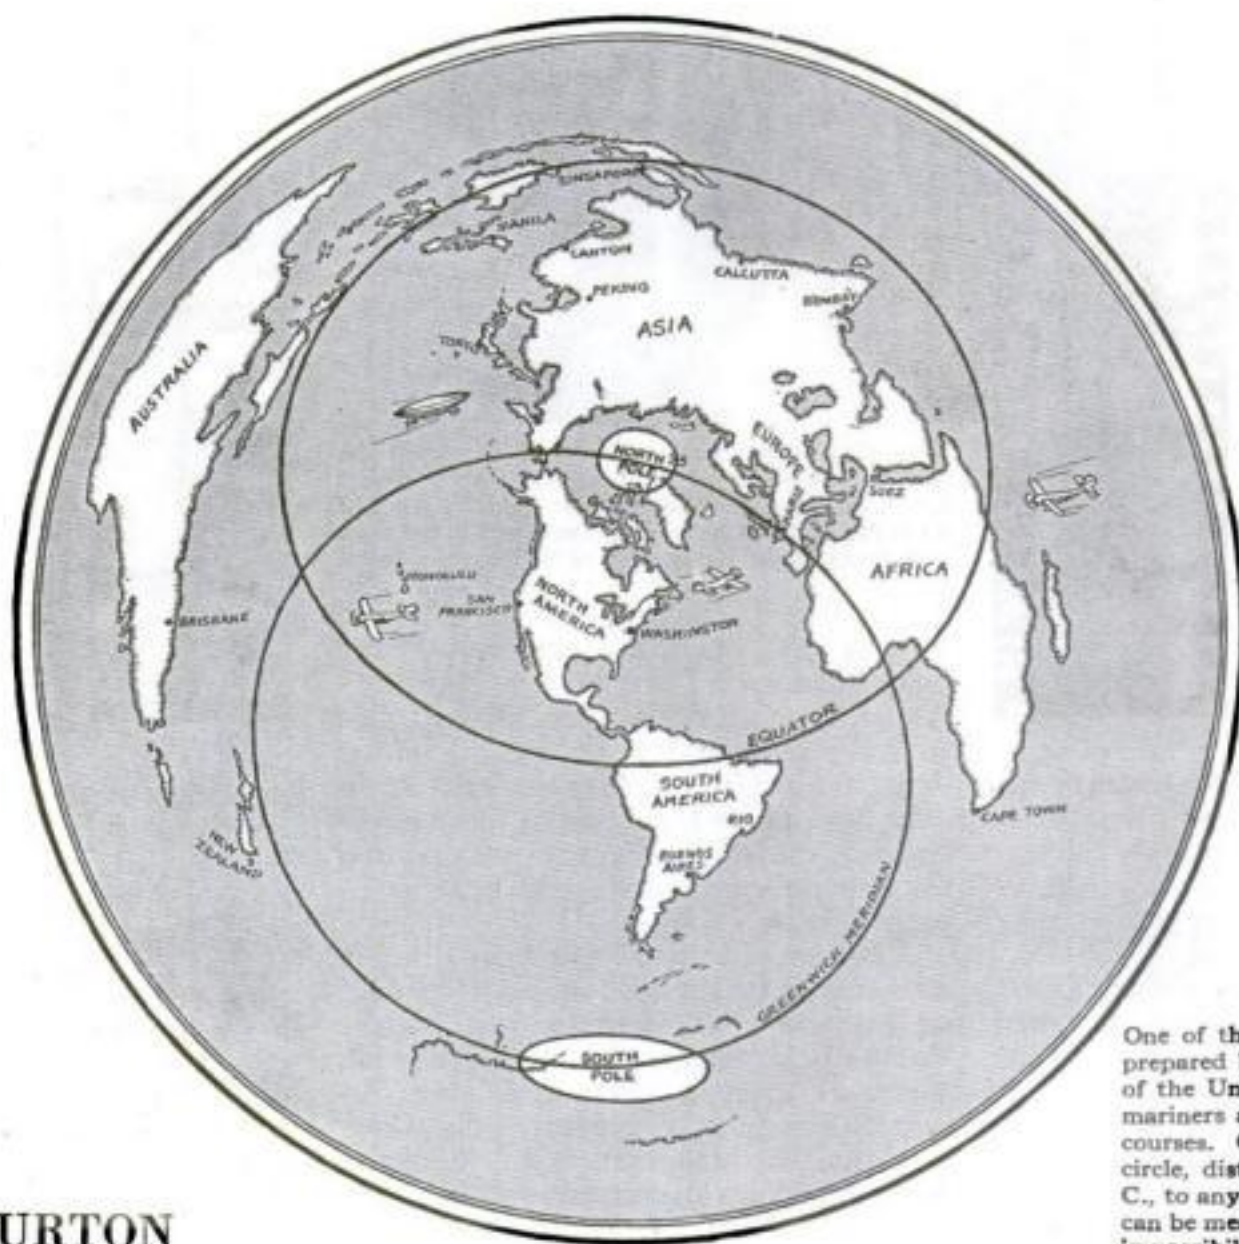 SINGAPORE
MANILA
CANTON
CALCUTTA
PEKING
BOMBAY
ASIA
TOKYO
AUSTRALIA
EUROPE
NORTH
POLE
SUEZ
AFRICA
HONOLULU
SAN
FRANCISCO
NORTH
AMERICA
WASHINGTON
BRISBANE
EQUATOR
SOUTH
AMERICA
RIO
CAPE TOWN
NEW
ZEALAND
BUENOS
AIRES
GREENWICH MERIDIAN
SOUTH
POLE
One of th
prepared
of the Un
mariners a
courses.
circle, dist
C., to any
can be me
URTON